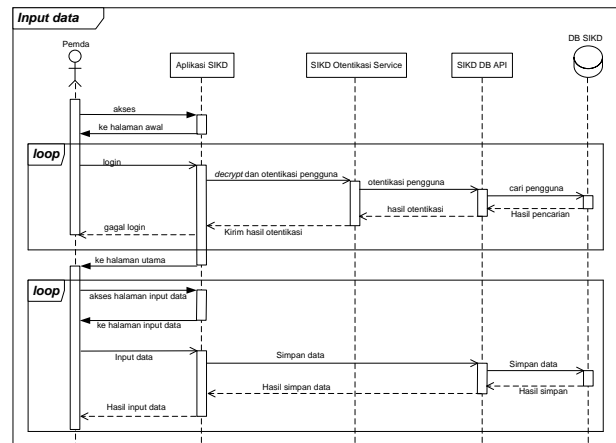 Input data
DB SIKD
Pemda
Aplikasi SIKD
SIKD Otentikasi Service
SIKD DB API
akses
ke halaman awal
loop
login
decrypt dan otentikasi pengguna
otentikasi pengguna
cari pengguna
Hasil pencarian
hasil otentikasi
Kirim hasil otentikasi
gagal login
ke halaman utama
loop
akses halaman input data
ke halaman input data
Input data
Simpan data
Simpan data
Hasil simpan
Hasil simpan data
Hasil input data